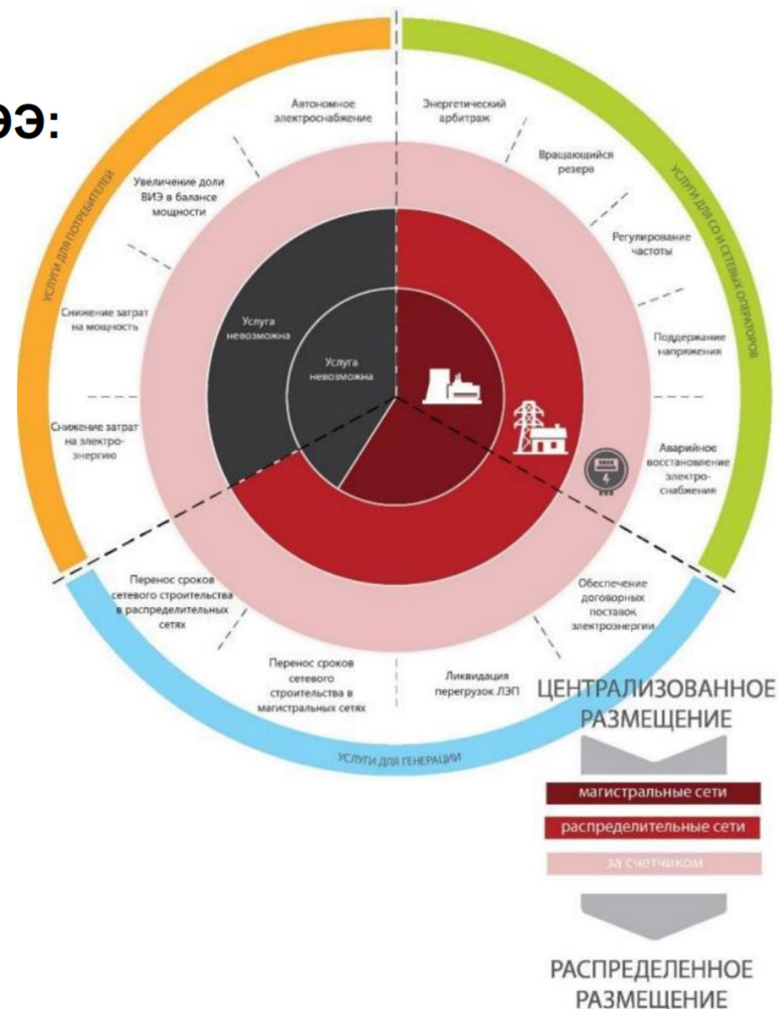 ЭЭ:
УСЛУГИ ДЛЯ ПОТРЕБИТЕЛЕЙ
Автономное
электроснабжение
Увеличение доли
ВИЭ в балансе
мощности
Снижение затрат
на мощность
Снижение затрат
на электро-
энергию
УСЛУГИ ДЛЯ СО И СЕТЕВЫХ ОПЕРАТОРОВ
Энергетический
арбитраж
Вращающийся
резерв
Регулирование
частоты
Поддержание
напряжения
Аварийное
восстановление
электро-
снабжения
Услуга
невозможна
Услуга
невозможна
Перенос сроков
сетевого строительства
в распределительных
сетях
Перенос сроков
сетевого
строительства в
магистральных сетях
Ликвидация
перегрузок ЛЭП
Обеспечение
договорных
поставок
электроэнергии
УСЛУГИ ДЛЯ ГЕНЕРАЦИИ
ЦЕНТРАЛИЗОВАННОЕ
РАЗМЕЩЕНИЕ
магистральные сети
распределительные сети
за счетчиком
РАСПРЕДЕЛЕННОЕ
РАЗМЕЩЕНИЕ